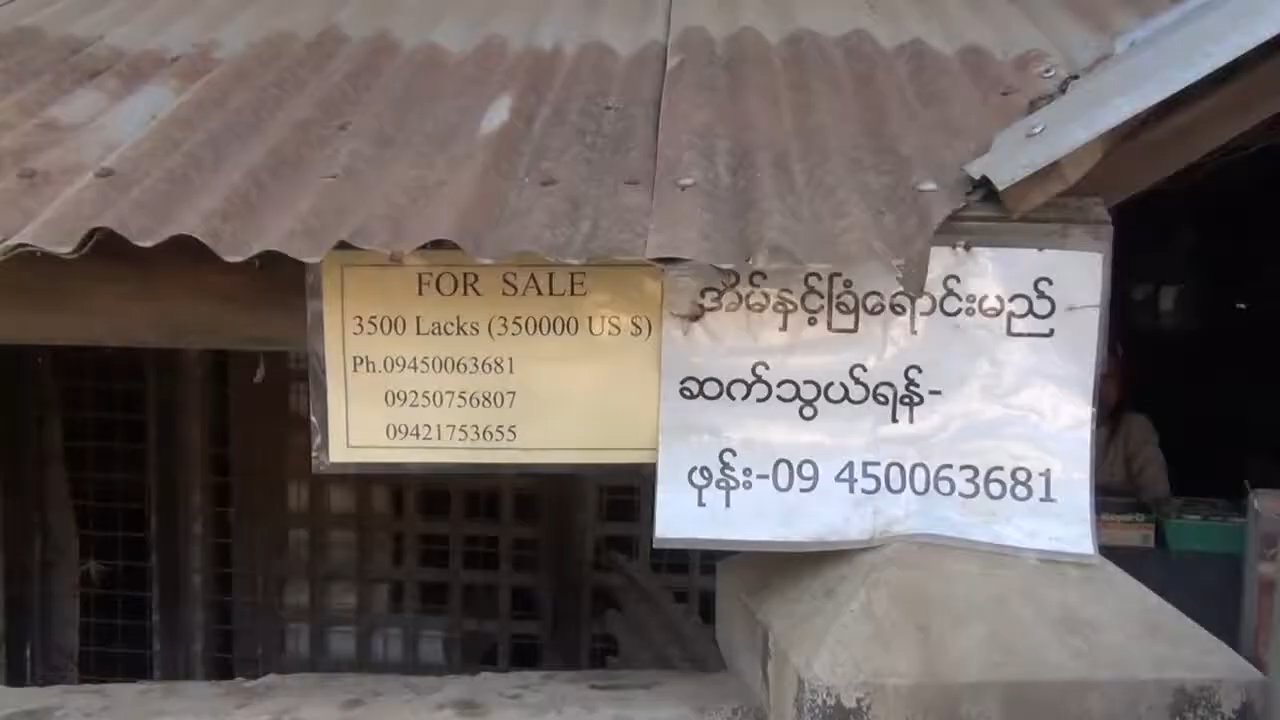 FOR SALE
3500 Lacks (350000 US $)
Ph.09450063681
09250756807
09421753655
အိမ်နှင့်ခြံရောင်းမည်
ဆက်သွယ်ရန်-
ဖုန်း-09 450063681